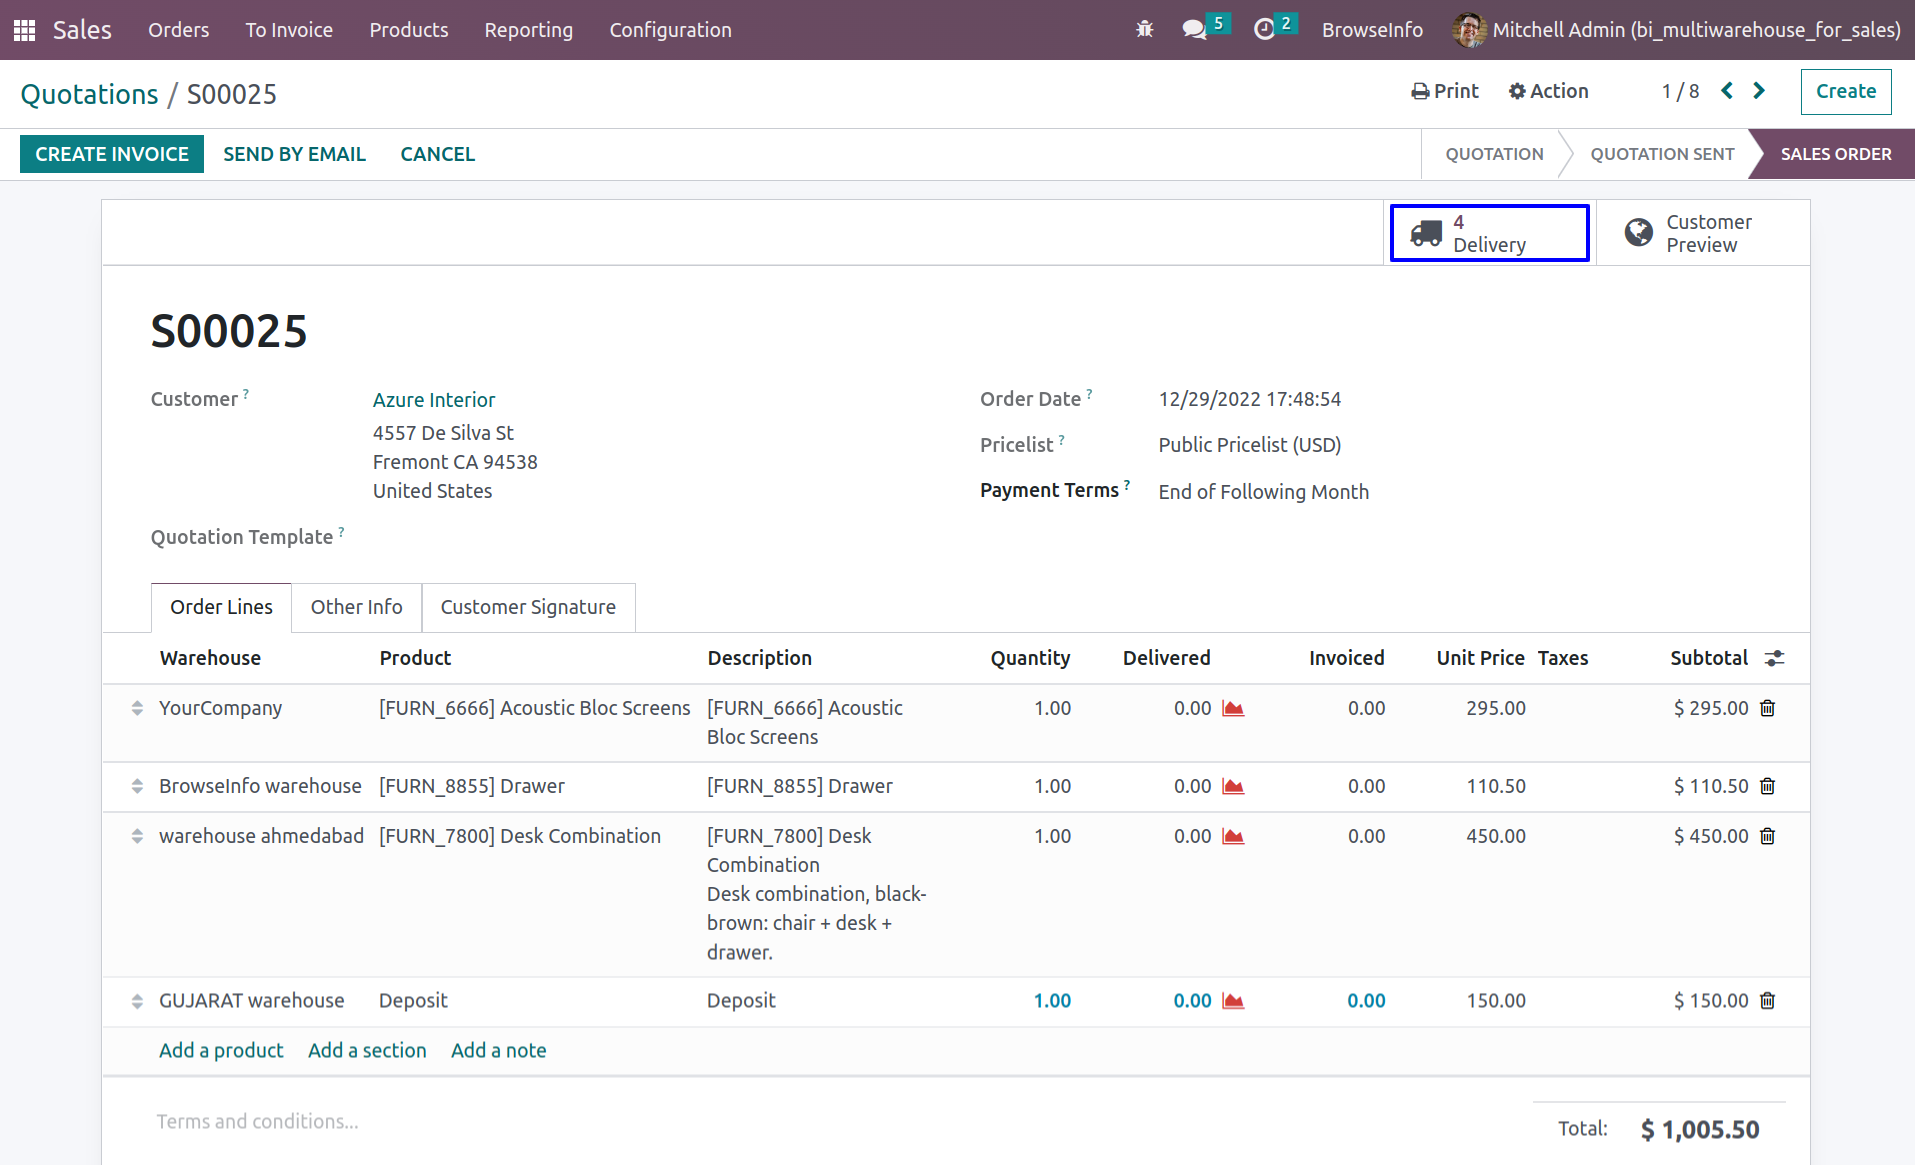 Sales Orders To Invoice Products Reporting Configuration 5 2 BrowseInfo Mitchell Admin (bi_multiwarehouse_for_sales)
Quotations / S00025 Print Action 1 / 8 Create
CREATE INVOICE SEND BY EMAIL CANCEL QUOTATION QUOTATION SENT SALES ORDER
4
Delivery
Customer
Preview
S00025
Customer ? Azure Interior
4557 De Silva St
Fremont CA 94538
United States
Quotation Template ?
Order Date ? 12/29/2022 17:48:54
Pricelist ? Public Pricelist (USD)
Payment Terms ? End of Following Month
Order Lines Other Info Customer Signature
Warehouse Product Description Quantity Delivered Invoiced Unit Price Taxes Subtotal
YourCompany [FURN_6666] Acoustic Bloc Screens [FURN_6666] Acoustic 1.00 0.00 0.00 295.00 $ 295.00
Bloc Screens
BrowseInfo warehouse [FURN_8855] Drawer [FURN_8855] Drawer 1.00 0.00 0.00 110.50 $ 110.50
warehouse ahmedabad [FURN_7800] Desk Combination [FURN_7800] Desk 1.00 0.00 0.00 450.00 $ 450.00
Combination
Desk combination, black-
brown: chair + desk +
drawer.
GUJARAT warehouse Deposit Deposit 1.00 0.00 0.00 150.00 $ 150.00
Add a product Add a section Add a note
Terms and conditions...
Total: $ 1,005.50